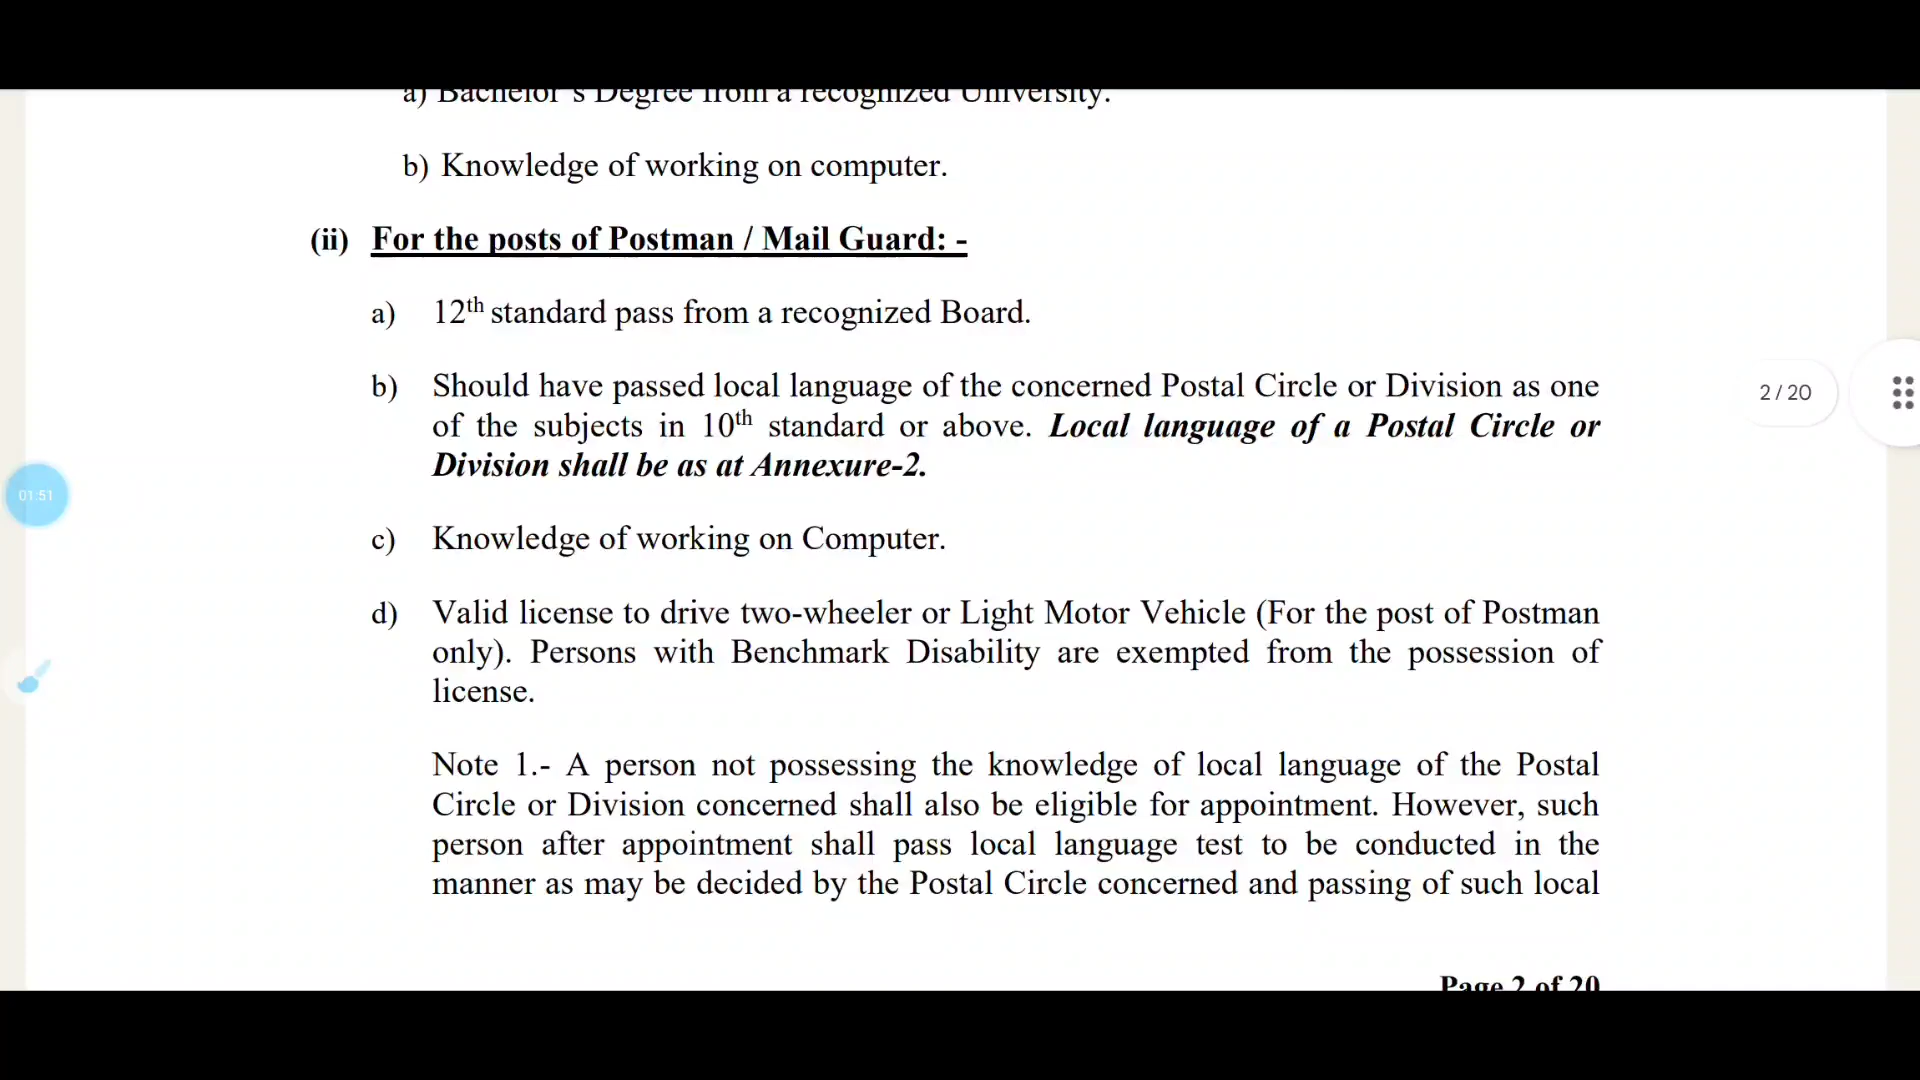 a) Bachelor's Degree from a recognized University.
b) Knowledge of working on computer.
(ii) For the posts of Postman / Mail Guard: -
a) 12th standard pass from a recognized Board.
b) Should have passed local language of the concerned Postal Circle or Division as one
of the subjects in 10th standard or above. Local language of a Postal Circle or
Division shall be as at Annexure-2.
2 / 20
01:51
c) Knowledge of working on Computer.
d) Valid license to drive two-wheeler or Light Motor Vehicle (For the post of Postman
only). Persons with Benchmark Disability are exempted from the possession of
license.
Note 1.- A person not possessing the knowledge of local language of the Postal
Circle or Division concerned shall also be eligible for appointment. However, such
person after appointment shall pass local language test to be conducted in the
manner as may be decided by the Postal Circle concerned and passing of such local
Page 2 of 20